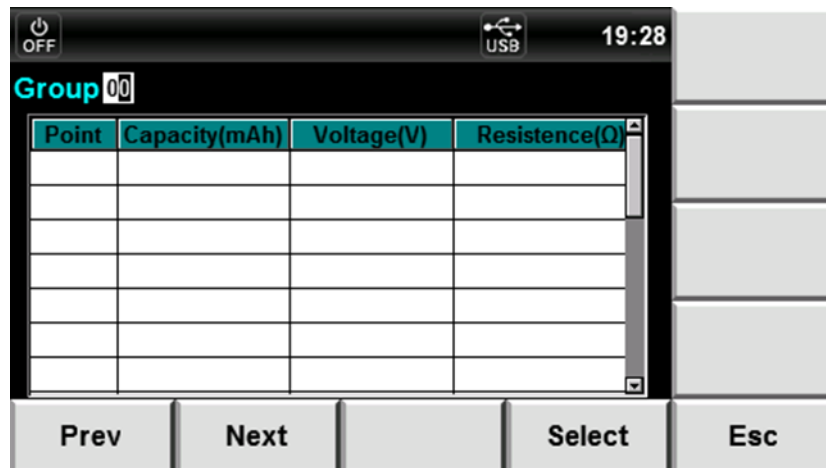 OFF USB 19:28
Group 00
Point Capacity(mAh) Voltage(V) Resistence(Ω)
Prev Next Select Esc